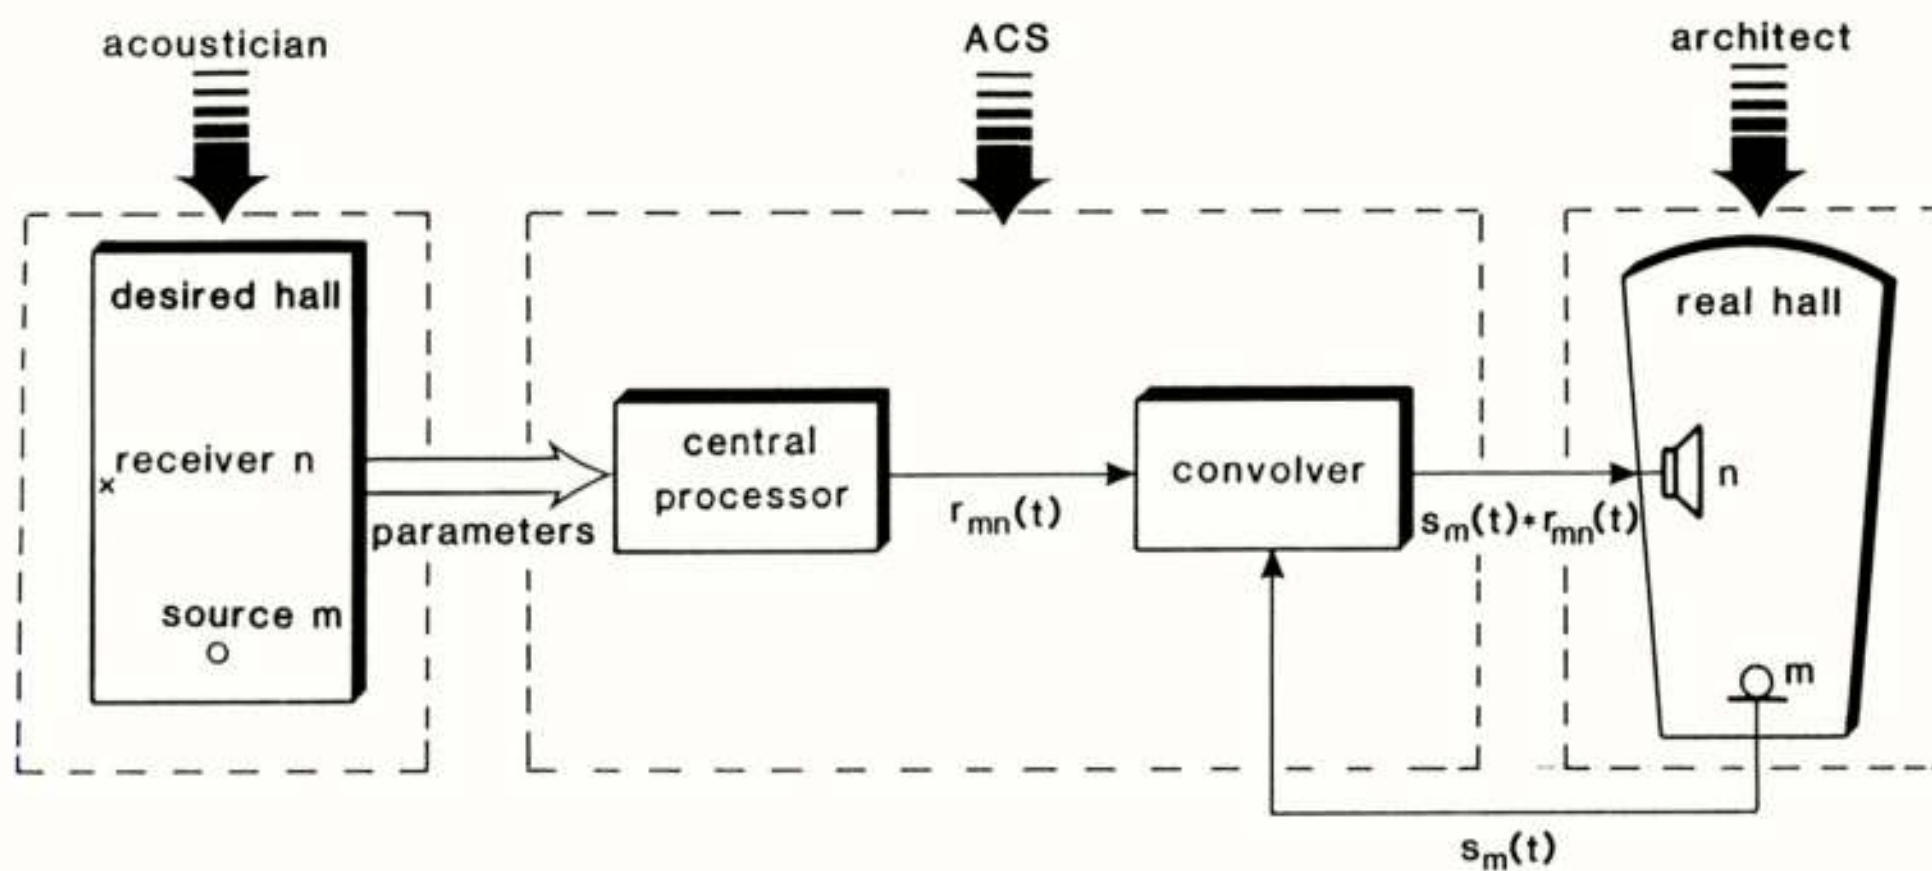 acoustician
ACS
architect
desired hall
real hall
receiver n
x
central
processor
convolver
n
parameters
r_mn(t)
s_m(t)*r_mn(t)
source m
m
s_m(t)